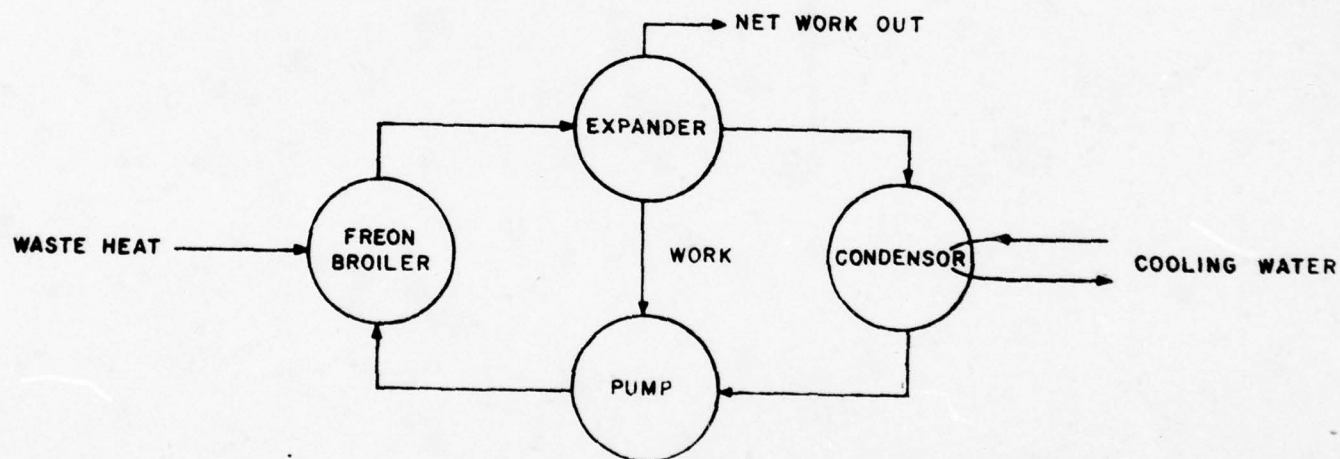 NET WORK OUT
EXPANDER
WASTE HEAT
FREON
BROILER
WORK
CONDENSOR
COOLING WATER
PUMP